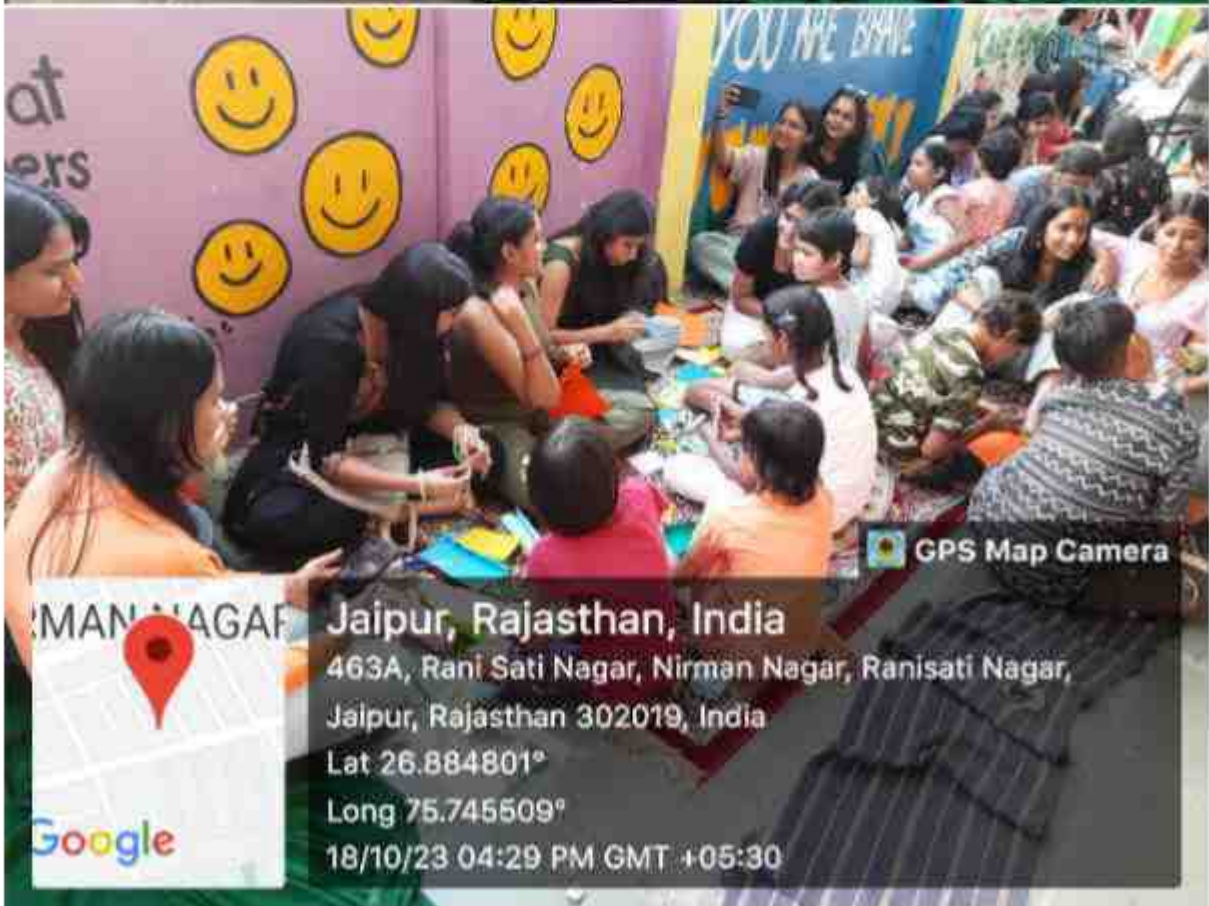 at
ers
YOU ARE BRAVE
GPS Map Camera
RMAN NAGAR
Google
Jaipur, Rajasthan, India
463A, Rani Sati Nagar, Nirman Nagar, Ranisati Nagar,
Jaipur, Rajasthan 302019, India
Lat 26.884801°
Long 75.745509°
18/10/23 04:29 PM GMT +05:30